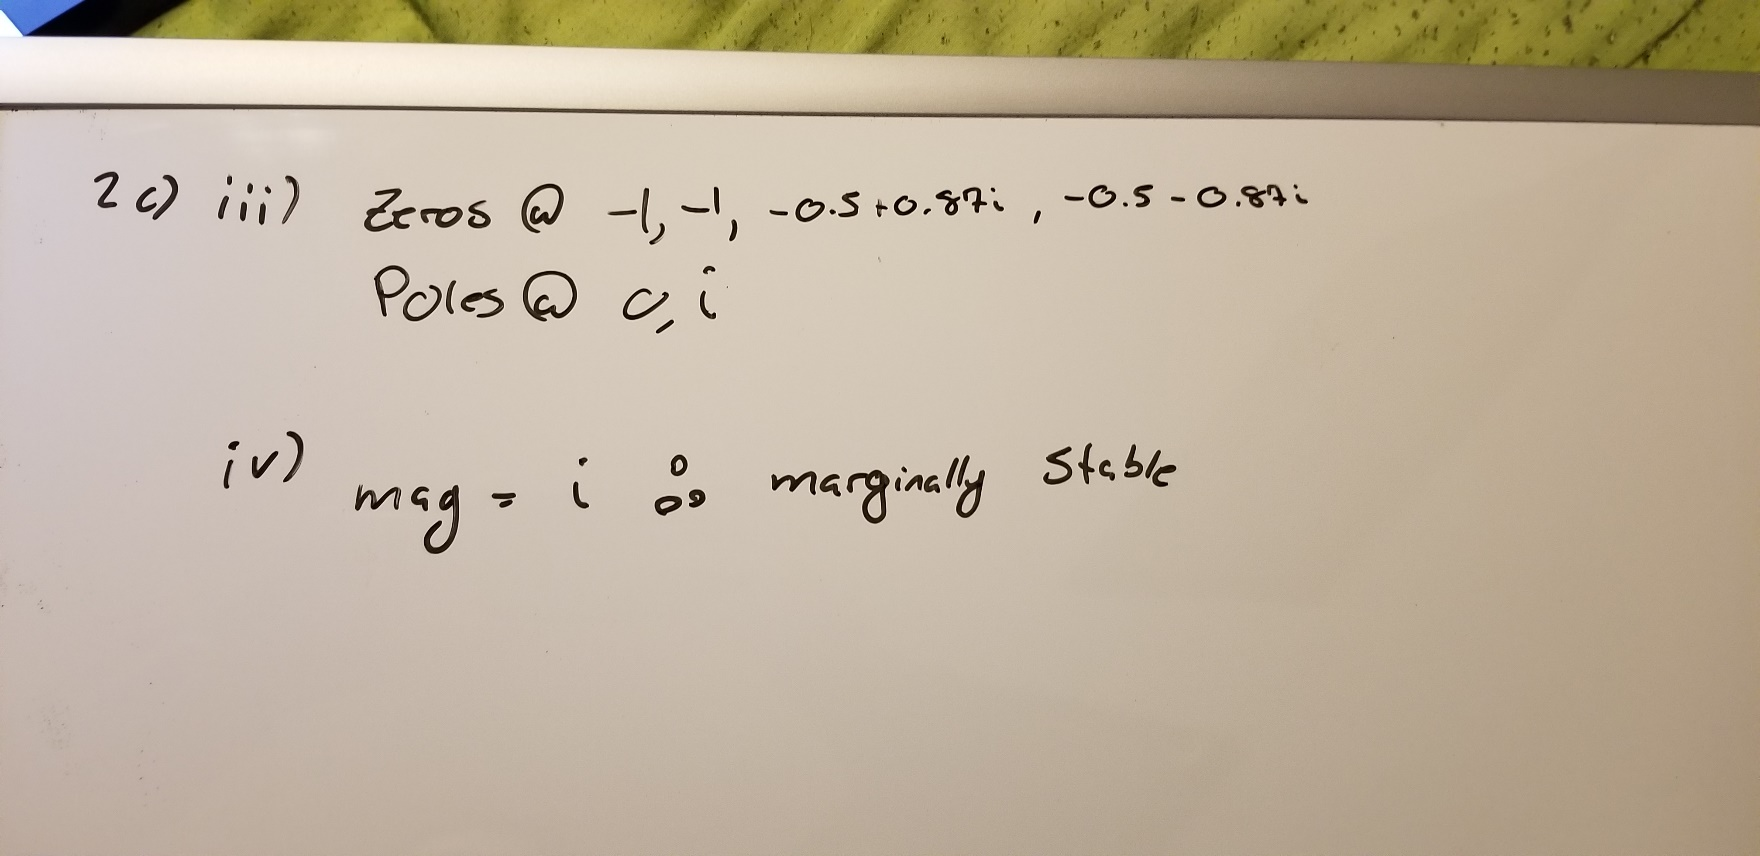 2c) iii) Zeros @ -1, -1, -0.5+0.87i, -0.5-0.87i
Poles @ 0, i
iv) mag = i ∴ marginally stable